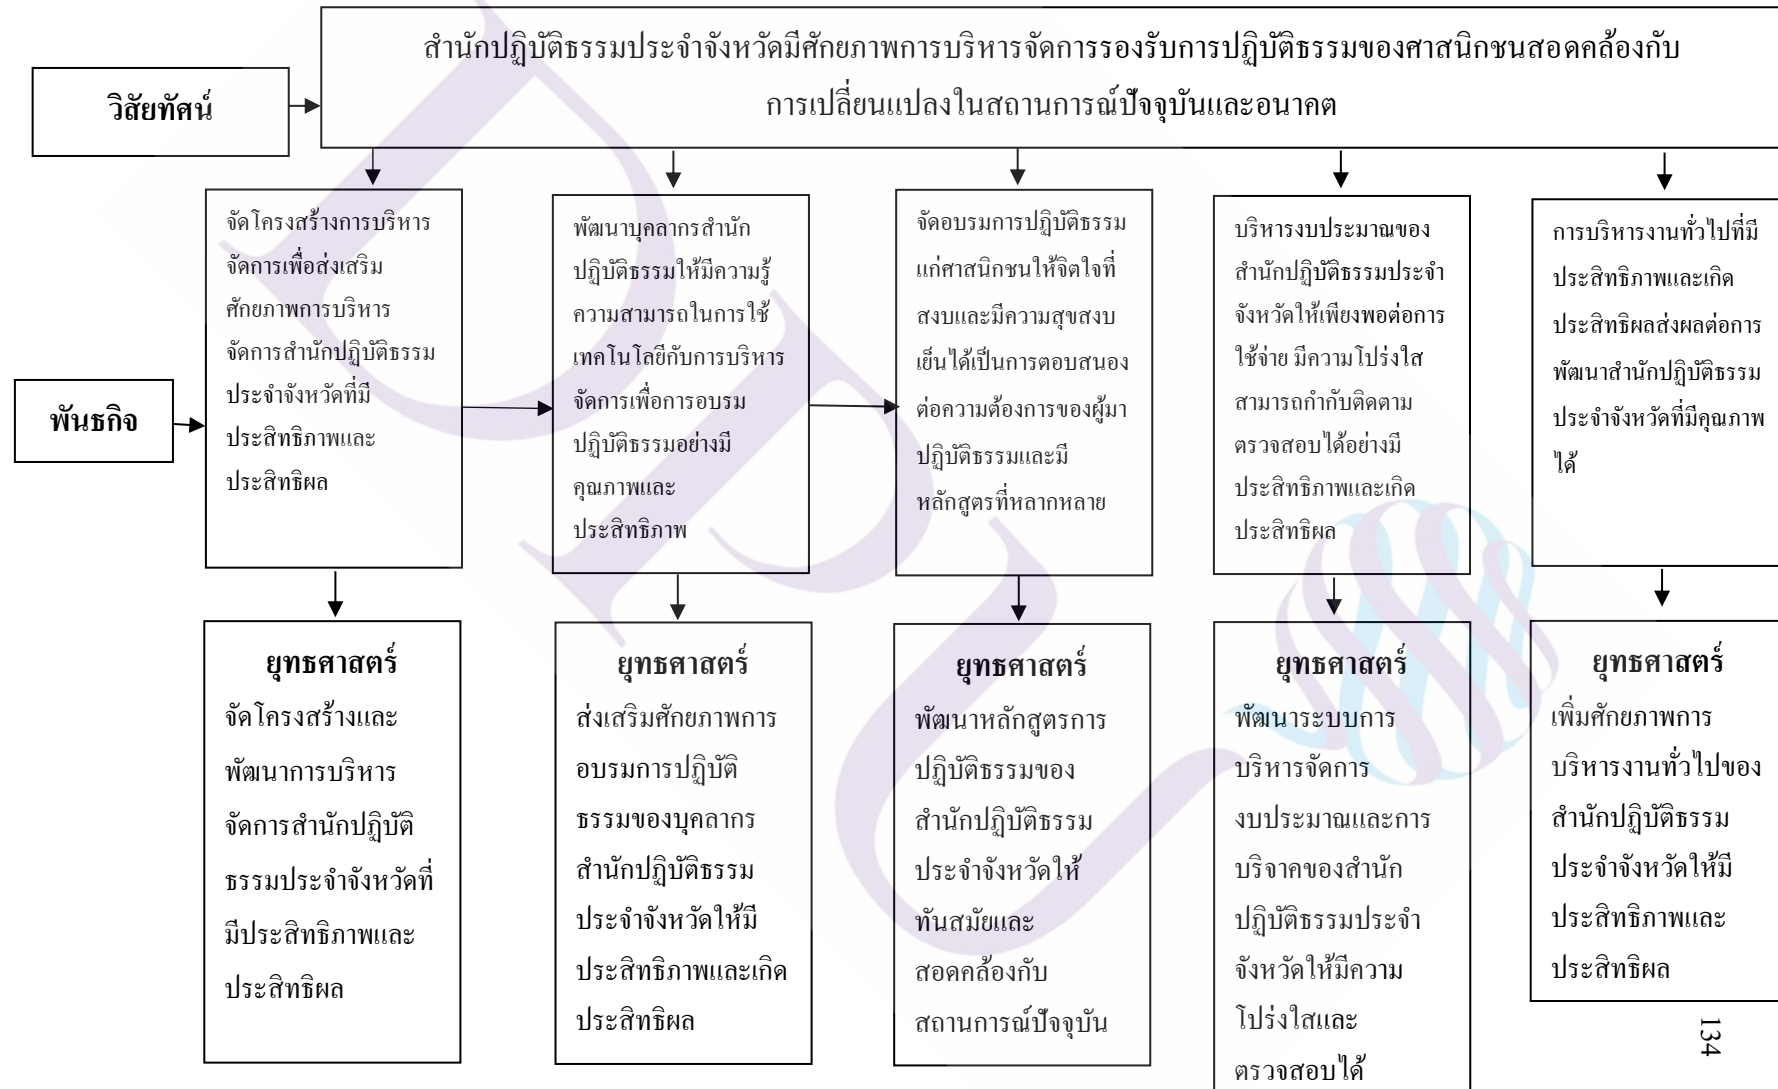 สำนักปฏิบัติธรรมประจำจังหวัดมีศักยภาพการบริหารจัดการรองรับการปฏิบัติธรรมของศาสนิกชนสอดคล้องกับ
การเปลี่ยนแปลงในสถานการณ์ปัจจุบันและอนาคต
วิสัยทัศน์
พันธกิจ
จัดโครงสร้างการบริหาร
จัดการเพื่อส่งเสริม
ศักยภาพการบริหาร
จัดการสำนักปฏิบัติธรรม
ประจำจังหวัดที่มี
ประสิทธิภาพและ
ประสิทธิผล
พัฒนาบุคลากรสำนัก
ปฏิบัติธรรมให้มีความรู้
ความสามารถในการใช้
เทคโนโลยีกับการบริหาร
จัดการเพื่อการอบรม
ปฏิบัติธรรมอย่างมี
คุณภาพและ
ประสิทธิภาพ
จัดอบรมการปฏิบัติธรรม
แก่ศาสนิกชนให้จิตใจที่
สงบและมีความสุขสงบ
เย็นได้เป็นการตอบสนอง
ต่อความต้องการของผู้มา
ปฏิบัติธรรมและมี
หลักสูตรที่หลากหลาย
บริหารงบประมาณของ
สำนักปฏิบัติธรรมประจำ
จังหวัดให้เพียงพอต่อการ
ใช้จ่าย มีความโปร่งใส
สามารถกำกับติดตาม
ตรวจสอบได้อย่างมี
ประสิทธิภาพและเกิด
ประสิทธิผล
การบริหารงานทั่วไปที่มี
ประสิทธิภาพและเกิด
ประสิทธิผลส่งผลต่อการ
พัฒนาสำนักปฏิบัติธรรม
ประจำจังหวัดที่มีคุณภาพ
ได้
ยุทธศาสตร์
จัดโครงสร้างและ
พัฒนาการบริหาร
จัดการสำนักปฏิบัติ
ธรรมประจำจังหวัดที่
มีประสิทธิภาพและ
ประสิทธิผล
ยุทธศาสตร์
ส่งเสริมศักยภาพการ
อบรมการปฏิบัติ
ธรรมของบุคลากร
สำนักปฏิบัติธรรม
ประจำจังหวัดให้มี
ประสิทธิภาพและเกิด
ประสิทธิผล
ยุทธศาสตร์
พัฒนาหลักสูตรการ
ปฏิบัติธรรมของ
สำนักปฏิบัติธรรม
ประจำจังหวัดให้
ทันสมัยและ
สอดคล้องกับ
สถานการณ์ปัจจุบัน
ยุทธศาสตร์
พัฒนาระบบการ
บริหารจัดการ
งบประมาณและการ
บริจาคของสำนัก
ปฏิบัติธรรมประจำ
จังหวัดให้มีความ
โปร่งใสและ
ตรวจสอบได้
ยุทธศาสตร์
เพิ่มศักยภาพการ
บริหารงานทั่วไปของ
สำนักปฏิบัติธรรม
ประจำจังหวัดให้มี
ประสิทธิภาพและ
ประสิทธิผล
134
DPU